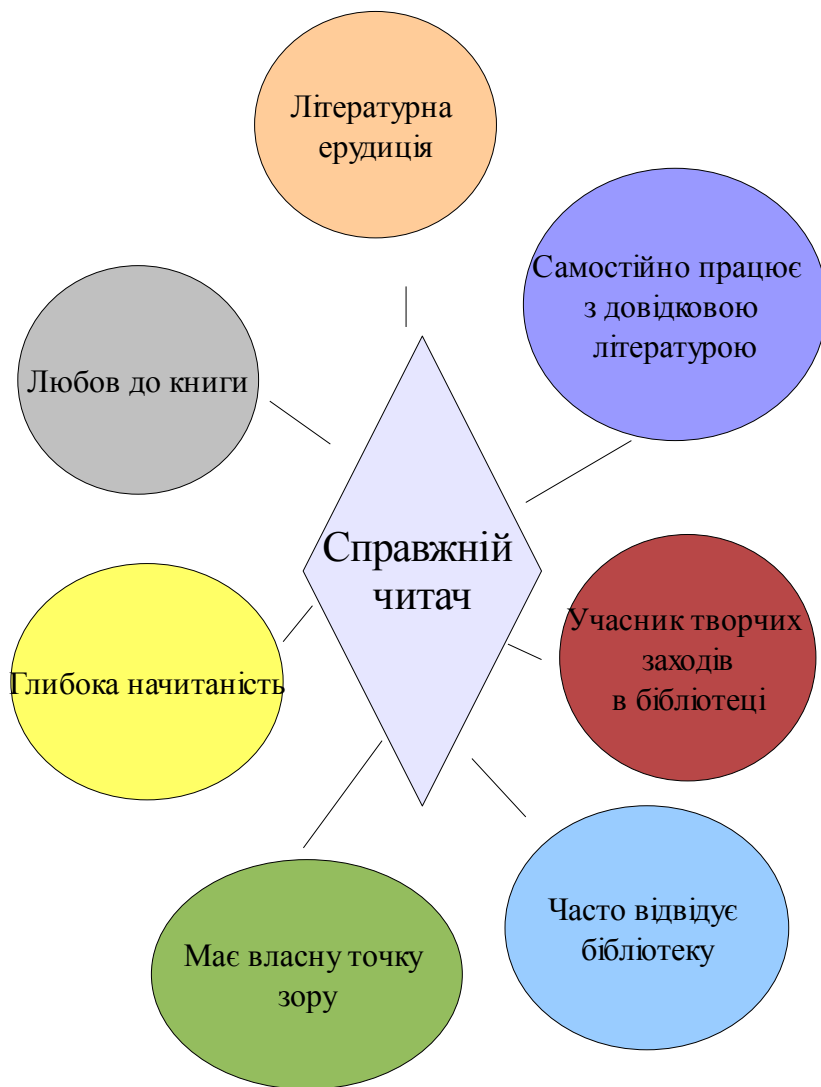 Літературна
ерудиція
Самостійно працює
з довідковою
літературою
Любов до книги
Справжній
читач
Учасник творчих
заходів
в бібліотеці
Глибока начитаність
Часто відвідує
бібліотеку
Має власну точку
зору